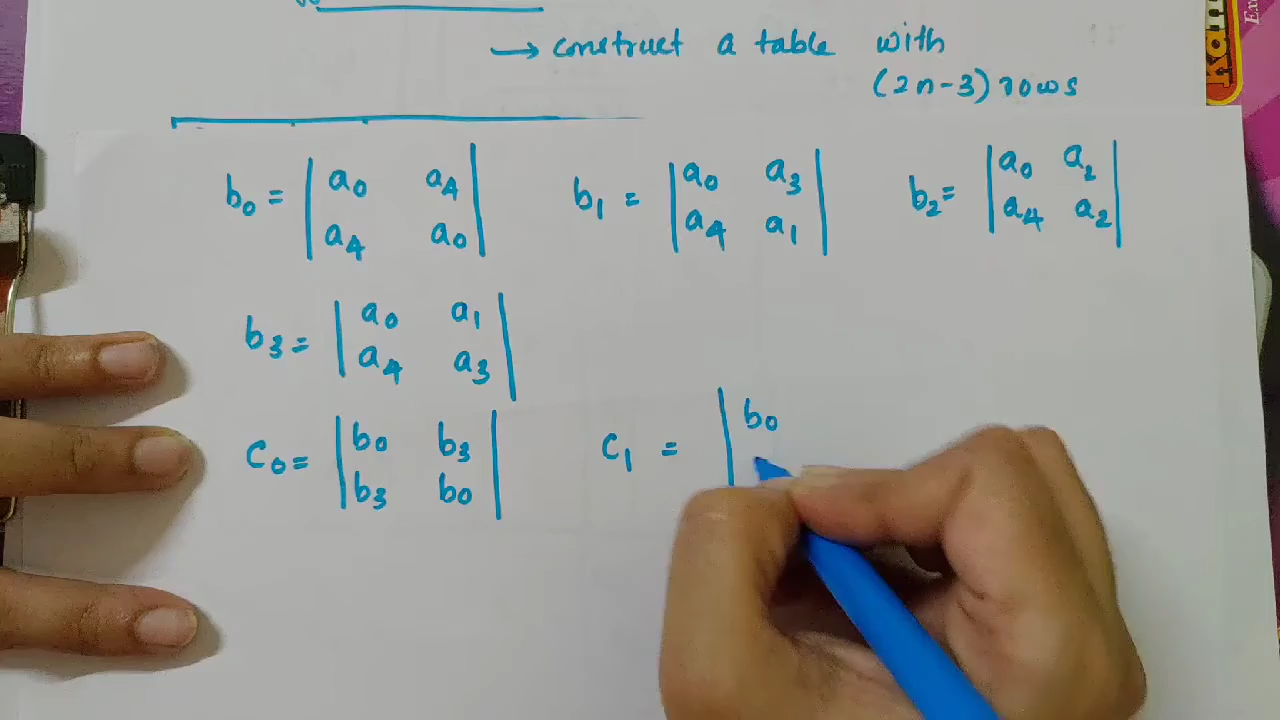 → construct a table with
(2n-3) rows
b₀ = | a₀ a₄ | b₁ = | a₀ a₃ | b₂ = | a₀ a₂ |
| a₄ a₀ | | a₄ a₁ | | a₄ a₂ |
b₃ = | a₀ a₁ |
| a₄ a₃ |
c₀ = | b₀ b₃ | c₁ = | b₀
| b₃ b₀ |
Kam